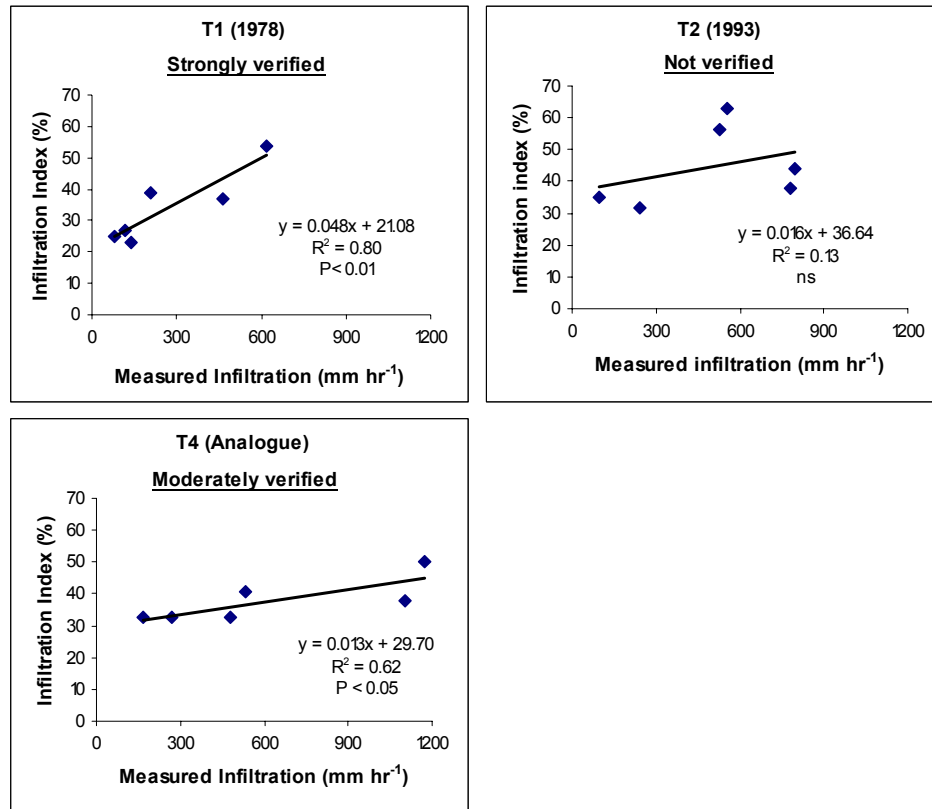 T1 (1978)
Strongly verified
70
60
50
40
30
20
10
0
Infiltration Index (%)
y = 0.048x + 21.08
R² = 0.80
P< 0.01
0 300 600 900 1200
Measured Infiltration (mm hr⁻¹)
T2 (1993)
Not verified
70
60
50
40
30
20
10
0
Infiltration index (%)
y = 0.016x + 36.64
R² = 0.13
ns
0 300 600 900 1200
Measured infiltration (mm hr⁻¹)
T4 (Analogue)
Moderately verified
70
60
50
40
30
20
10
0
Infiltration Index (%)
y = 0.013x + 29.70
R² = 0.62
P < 0.05
0 300 600 900 1200
Measured Infiltration (mm hr⁻¹)